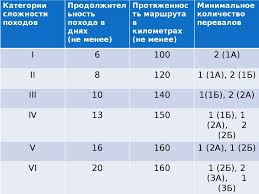 Категории
сложности
походов
Продолжител
ьность
похода в
днях
(не менее)
Протяженнос
ть маршрута
в
километрах
(не менее)
Минимальное
количество
перевалов
I 6 100 2 (1А)
II 8 120 1 (1А), 2 (1Б)
III 10 140 1(1Б), 2 (2А)
IV 13 150 1 (1Б), 1
(2А), 2
(2Б)
V 16 160 1 (2А), 1 (2Б)
VI 20 160 1 (2Б), 2
(3А), 1
(3Б)